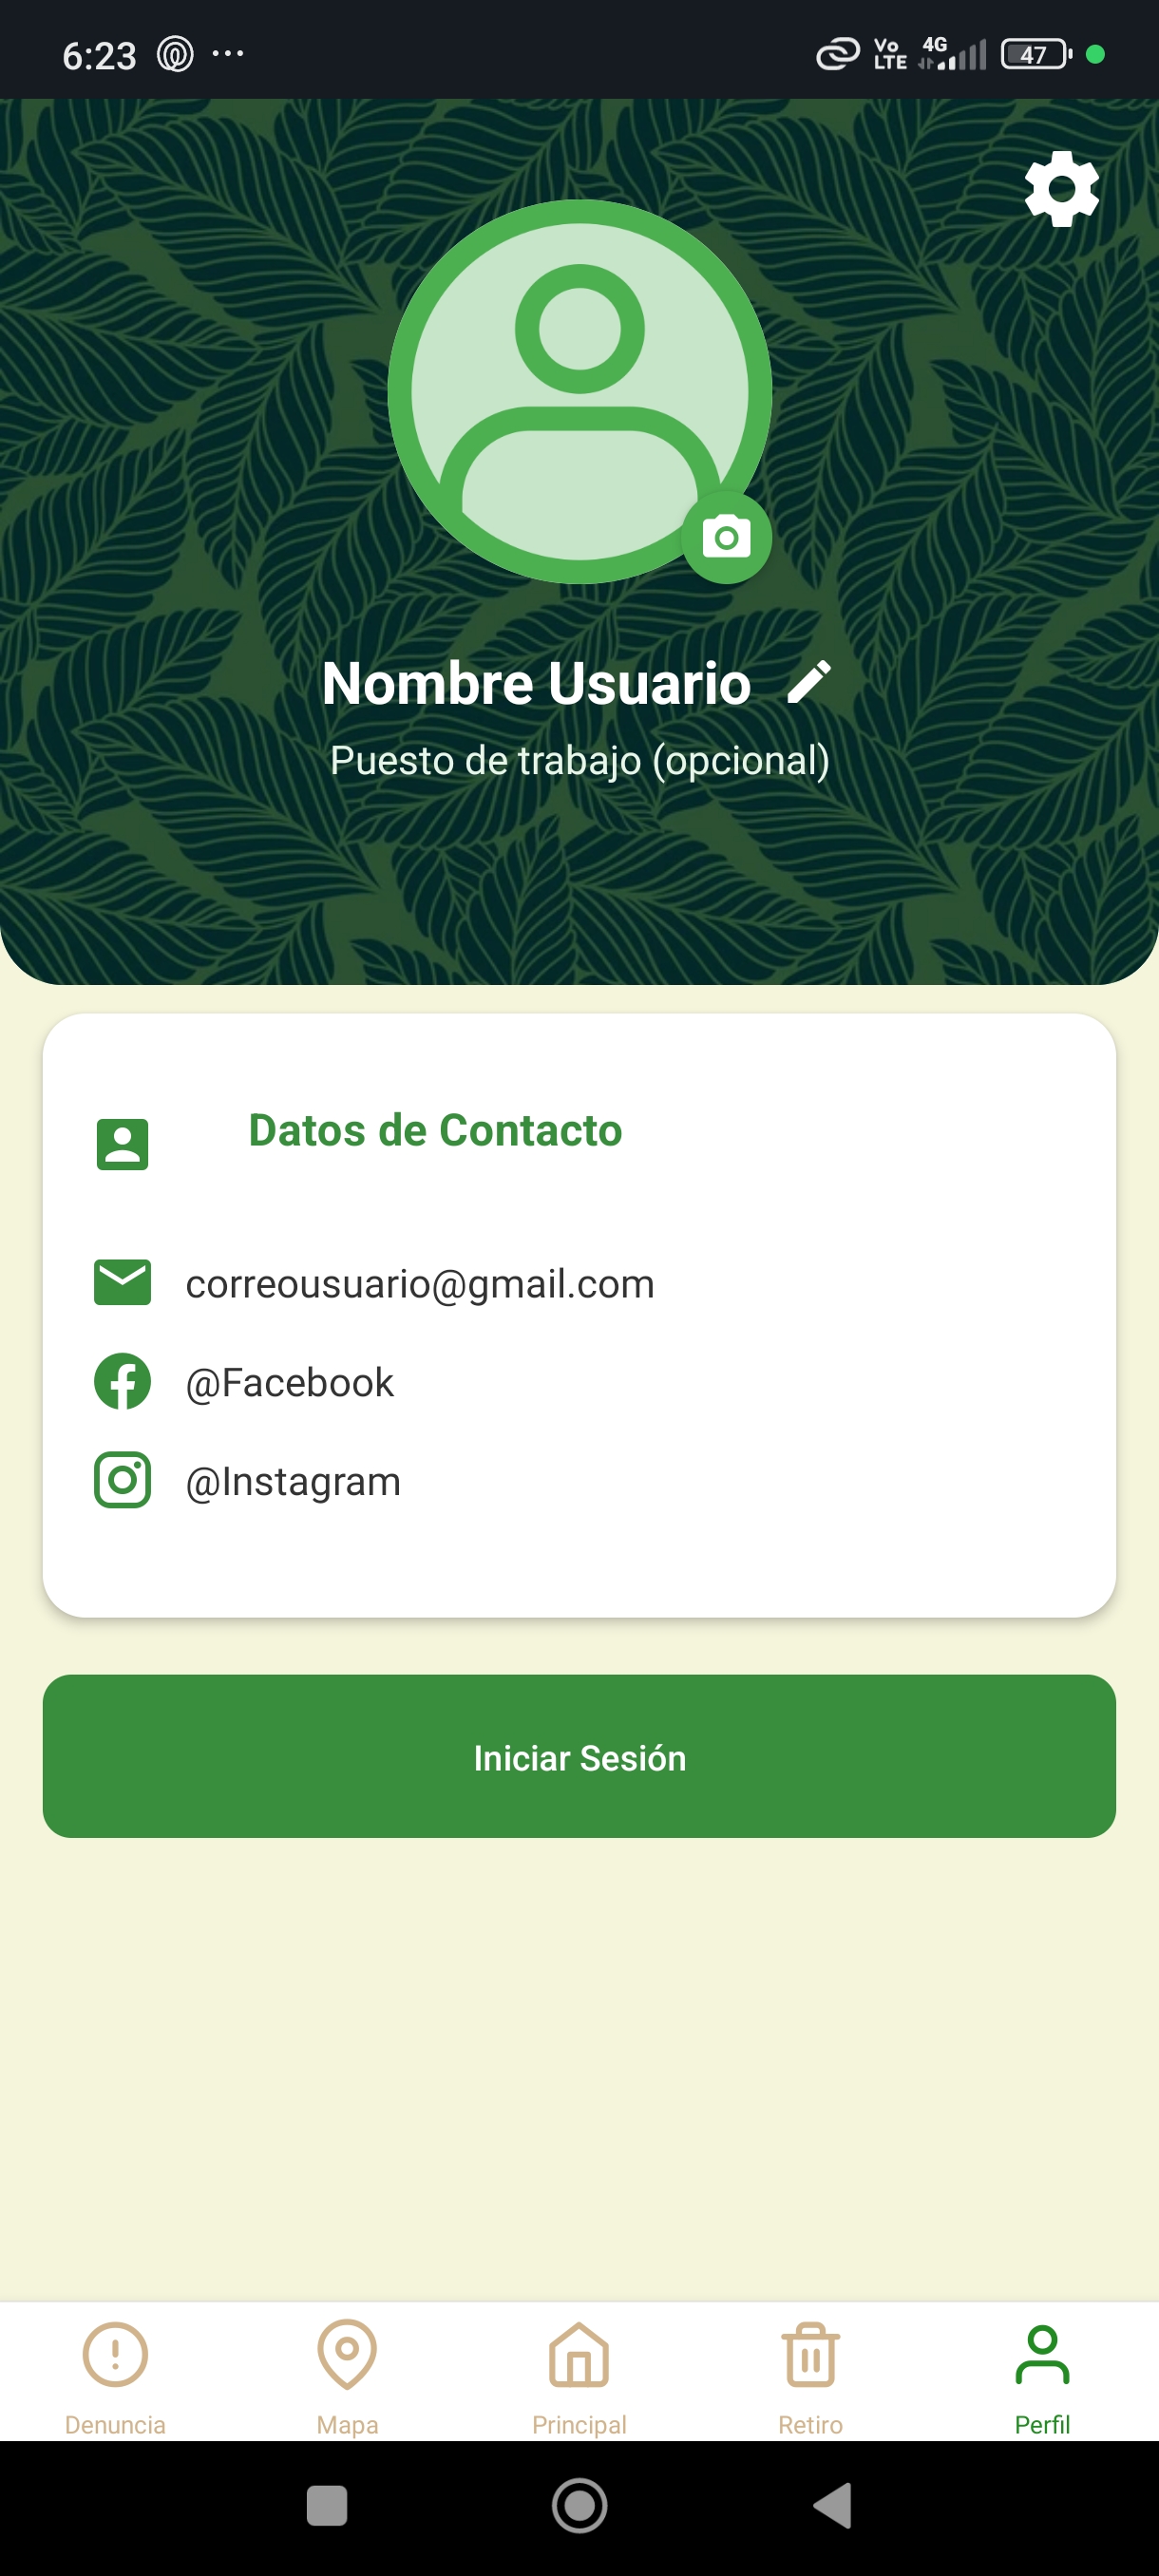 6:23
Vo LTE 4G 47
Nombre Usuario
Puesto de trabajo (opcional)
Datos de Contacto
correousuario@gmail.com
@Facebook
@Instagram
Iniciar Sesión
Denuncia Mapa Principal Retiro Perfil